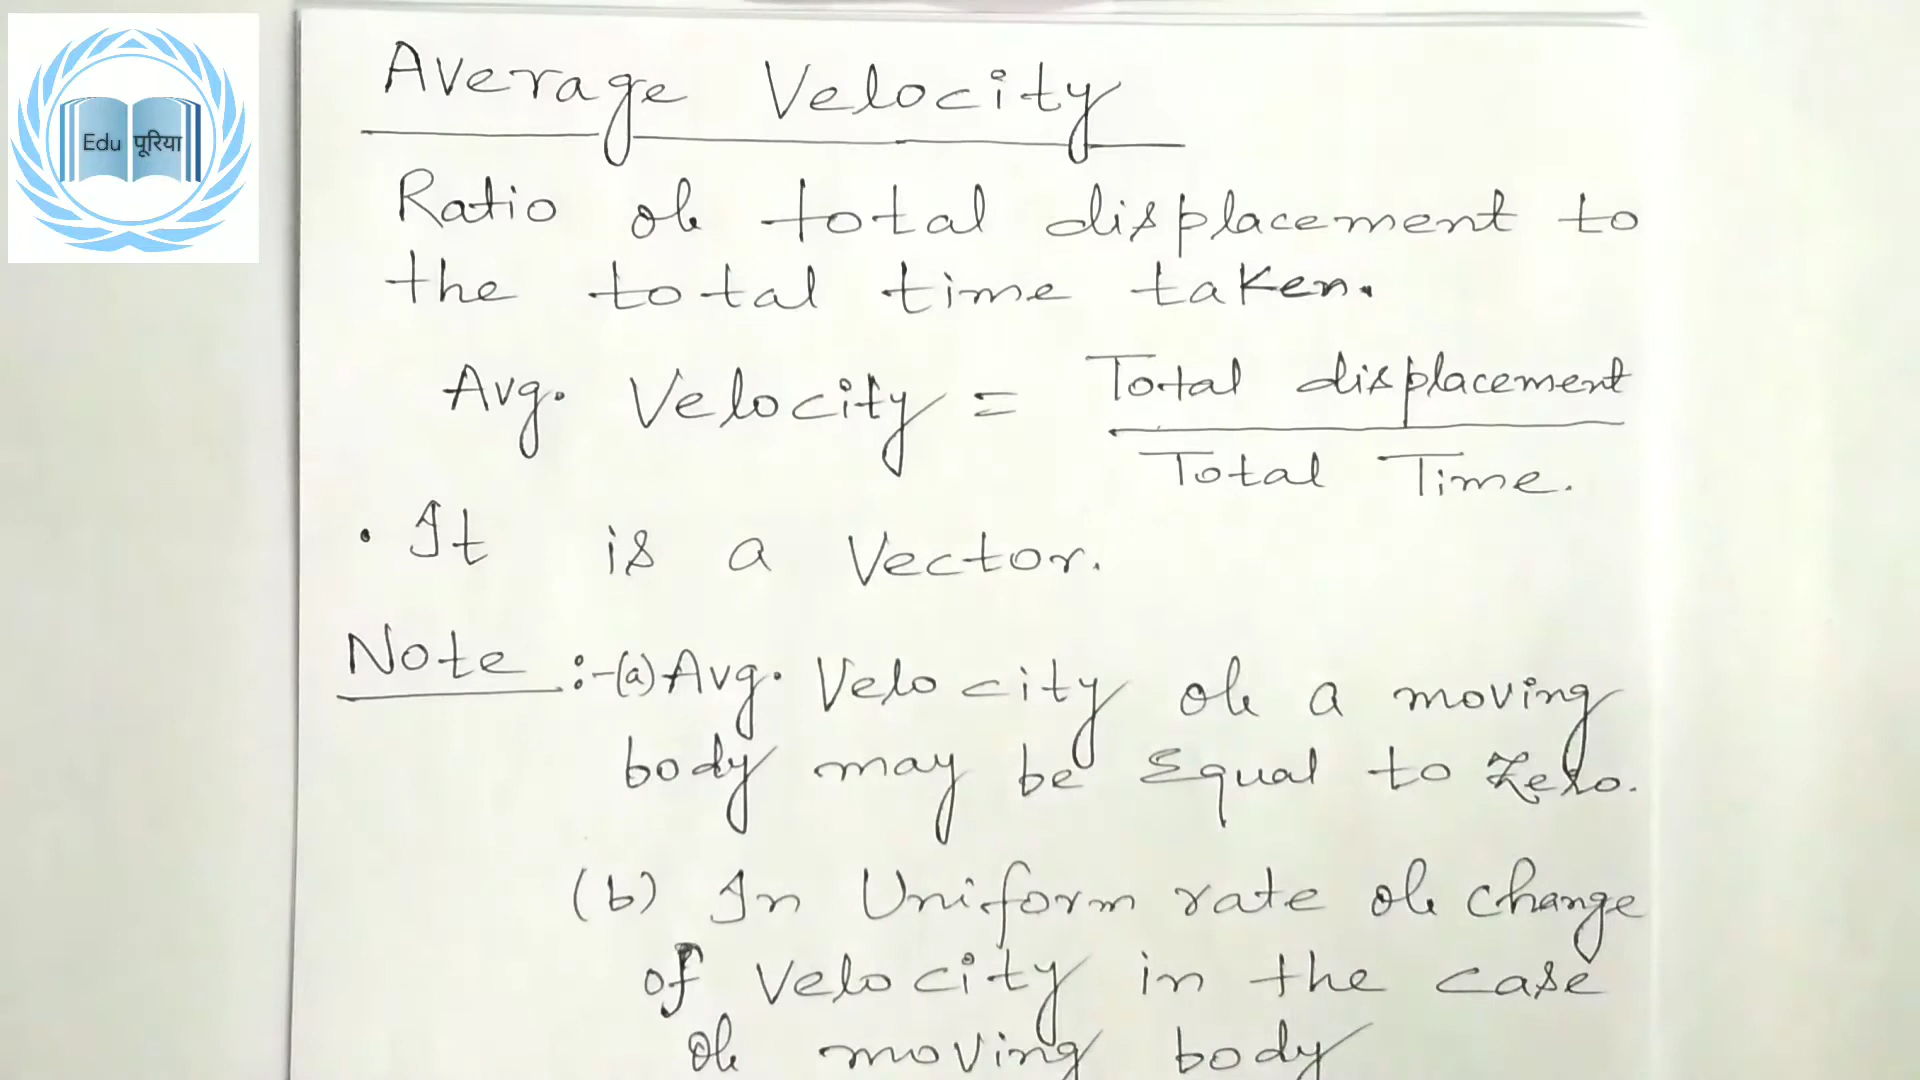 Edu पूरिया
Average Velocity
Ratio of total displacement to
the total time taken.
Avg. Velocity = Total displacement
Total Time.
• It is a Vector.
Note :-(a) Avg. Velocity of a moving
body may be Equal to Zero.
(b) In Uniform rate of change
of Velocity in the case
of moving body